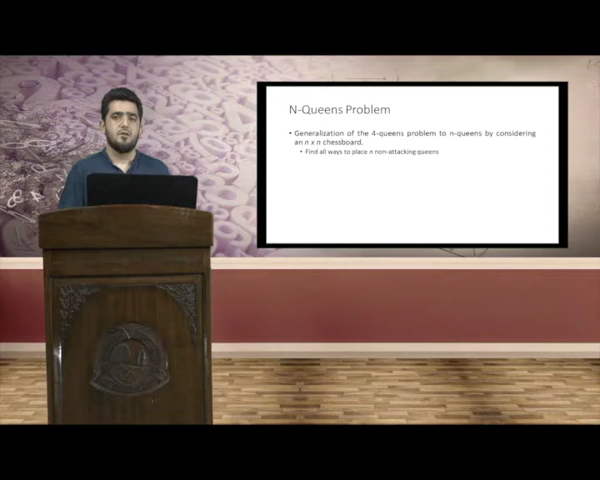 N-Queens Problem
• Generalization of the 4-queens problem to n-queens by considering
an n x n chessboard.
• Find all ways to place n non-attacking queens